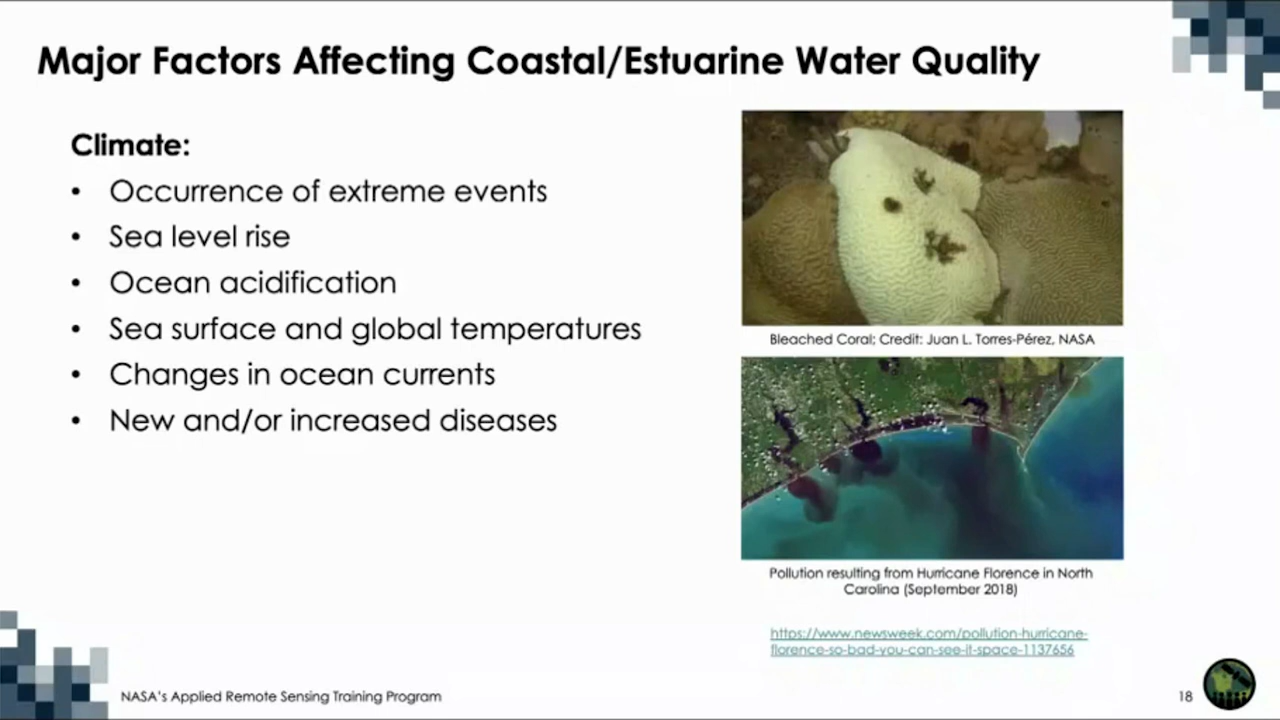 Major Factors Affecting Coastal/Estuarine Water Quality
Climate:
• Occurrence of extreme events
• Sea level rise
• Ocean acidification
• Sea surface and global temperatures
• Changes in ocean currents
• New and/or increased diseases
Bleached Coral; Credit: Juan L. Torres-Pérez, NASA
Pollution resulting from Hurricane Florence in North
Carolina (September 2018)
https://www.newsweek.com/pollution-hurricane-
florence-so-bad-you-can-see-it-space-1137656
NASA's Applied Remote Sensing Training Program
18